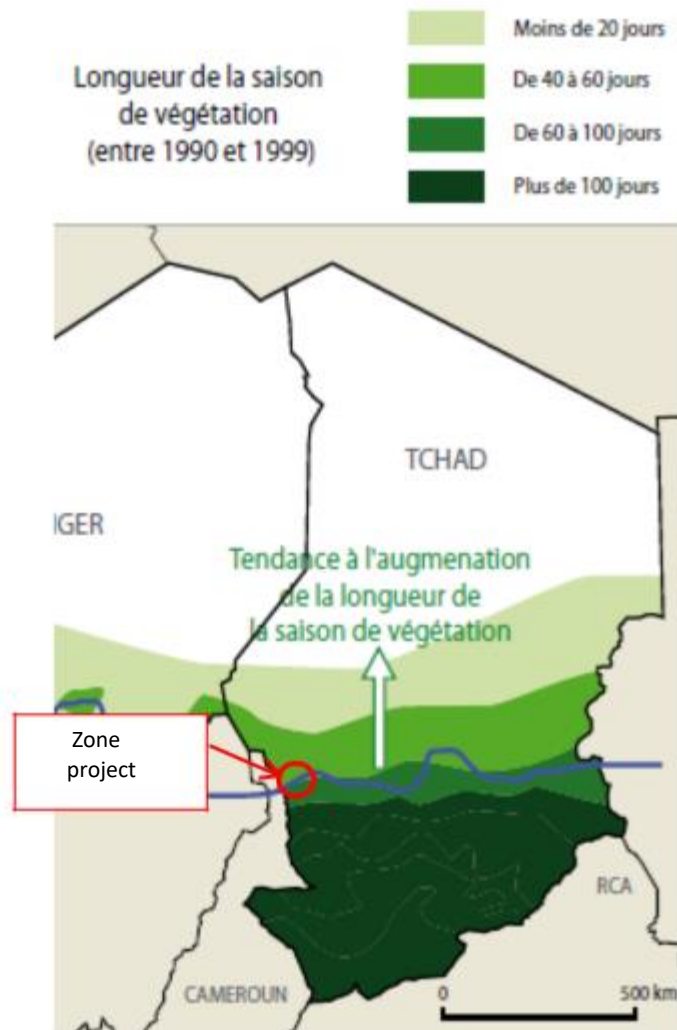 Longueur de la saison
de végétation
(entre 1990 et 1999)
Moins de 20 jours
De 40 à 60 jours
De 60 à 100 jours
Plus de 100 jours
TCHAD
IGER
Tendance à l'augmenation
de la longueur de
la saison de végétation
Zone
project
RCA
CAMEROUN
0
500 km